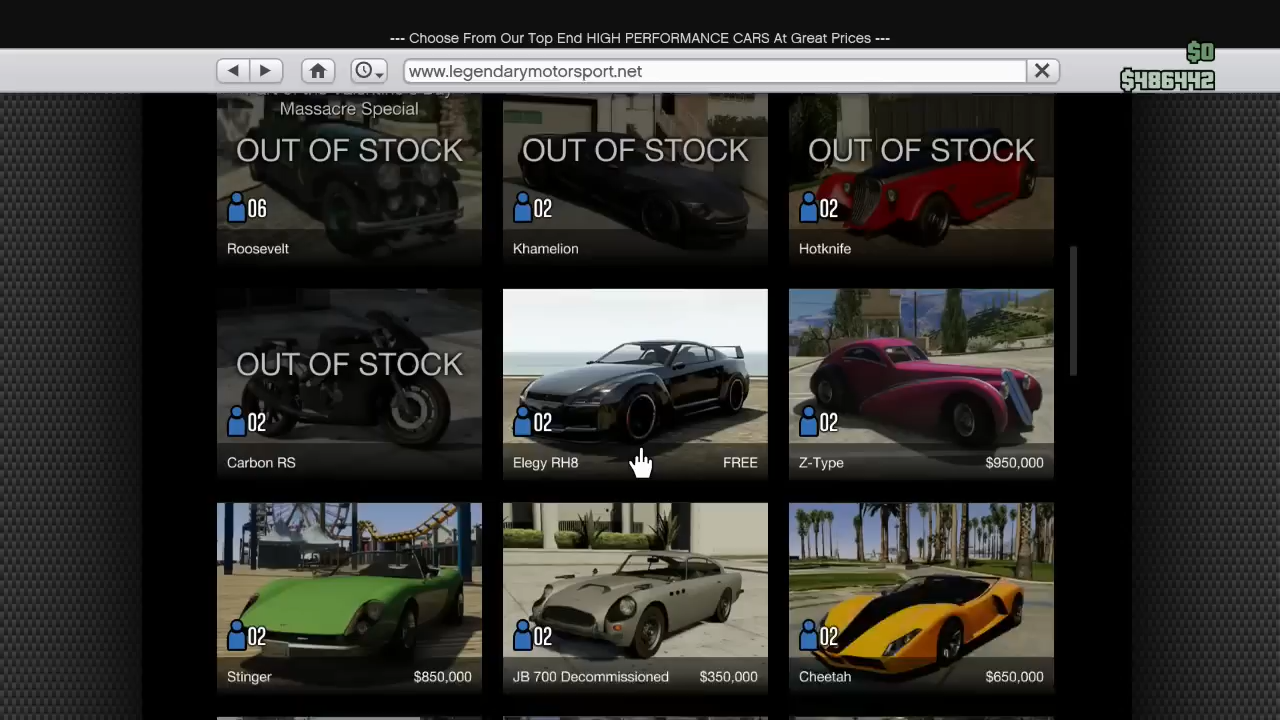 --- Choose From Our Top End HIGH PERFORMANCE CARS At Great Prices ---
$0
www.legendarymotorsport.net
$486442
Massacre Special
OUT OF STOCK
06
Roosevelt
OUT OF STOCK
02
Khamelion
OUT OF STOCK
02
Hotknife
OUT OF STOCK
02
Carbon RS
02
Elegy RH8 FREE
02
Z-Type $950,000
02
Stinger $850,000
02
JB 700 Decommissioned $350,000
02
Cheetah $650,000